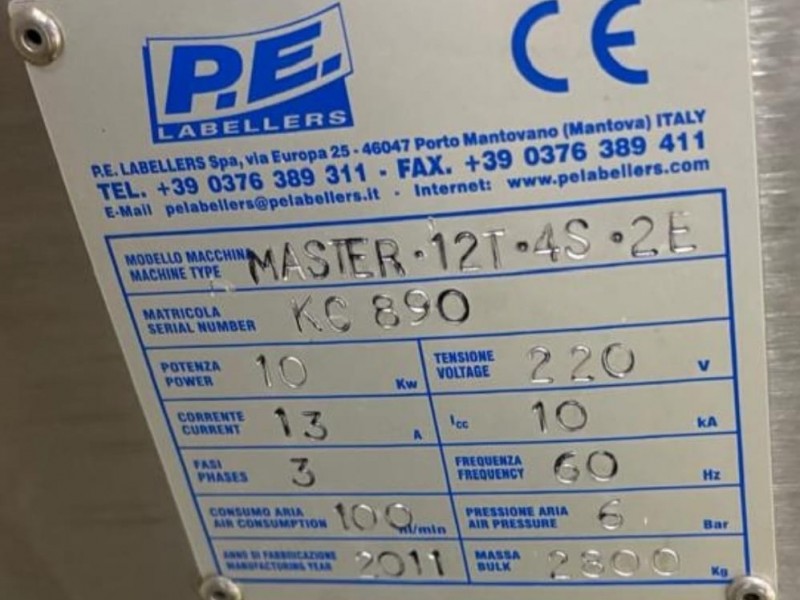 P.E.
LABELLERS
CE
P.E. LABELLERS Spa, via Europa 25 - 46047 Porto Mantovano (Mantova) ITALY
TEL. +39 0376 389 311 - FAX. +39 0376 389 411
E-Mail pelabellers@pelabellers.it - Internet: www.pelabellers.com
MODELLO MACCHINA
MACHINE TYPE MASTER·12T·4S·2E
MATRICOLA
SERIAL NUMBER KC 890
POTENZA
POWER 10 Kw
TENSIONE
VOLTAGE 220 V
CORRENTE
CURRENT 13 A
Icc 10 kA
FASI
PHASES 3
FREQUENZA
FREQUENCY 60 Hz
CONSUMO ARIA
AIR CONSUMPTION 100 nl/min
PRESSIONE ARIA
AIR PRESSURE 6 Bar
ANNO DI FABBRICAZIONE
MANUFACTURING YEAR 2011
MASSA
BULK 2800 Kg